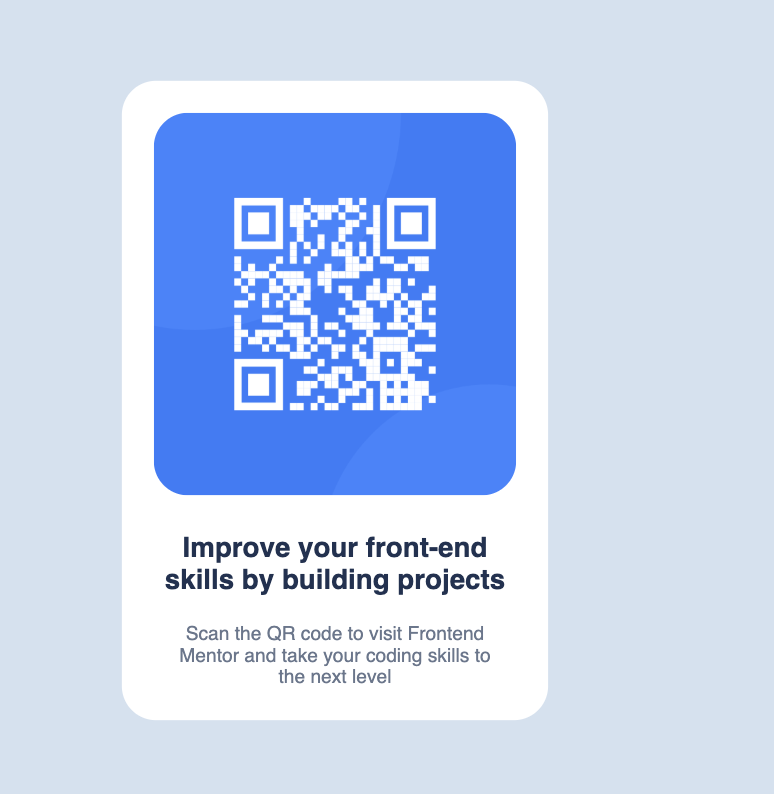 Improve your front-end
skills by building projects
Scan the QR code to visit Frontend
Mentor and take your coding skills to
the next level